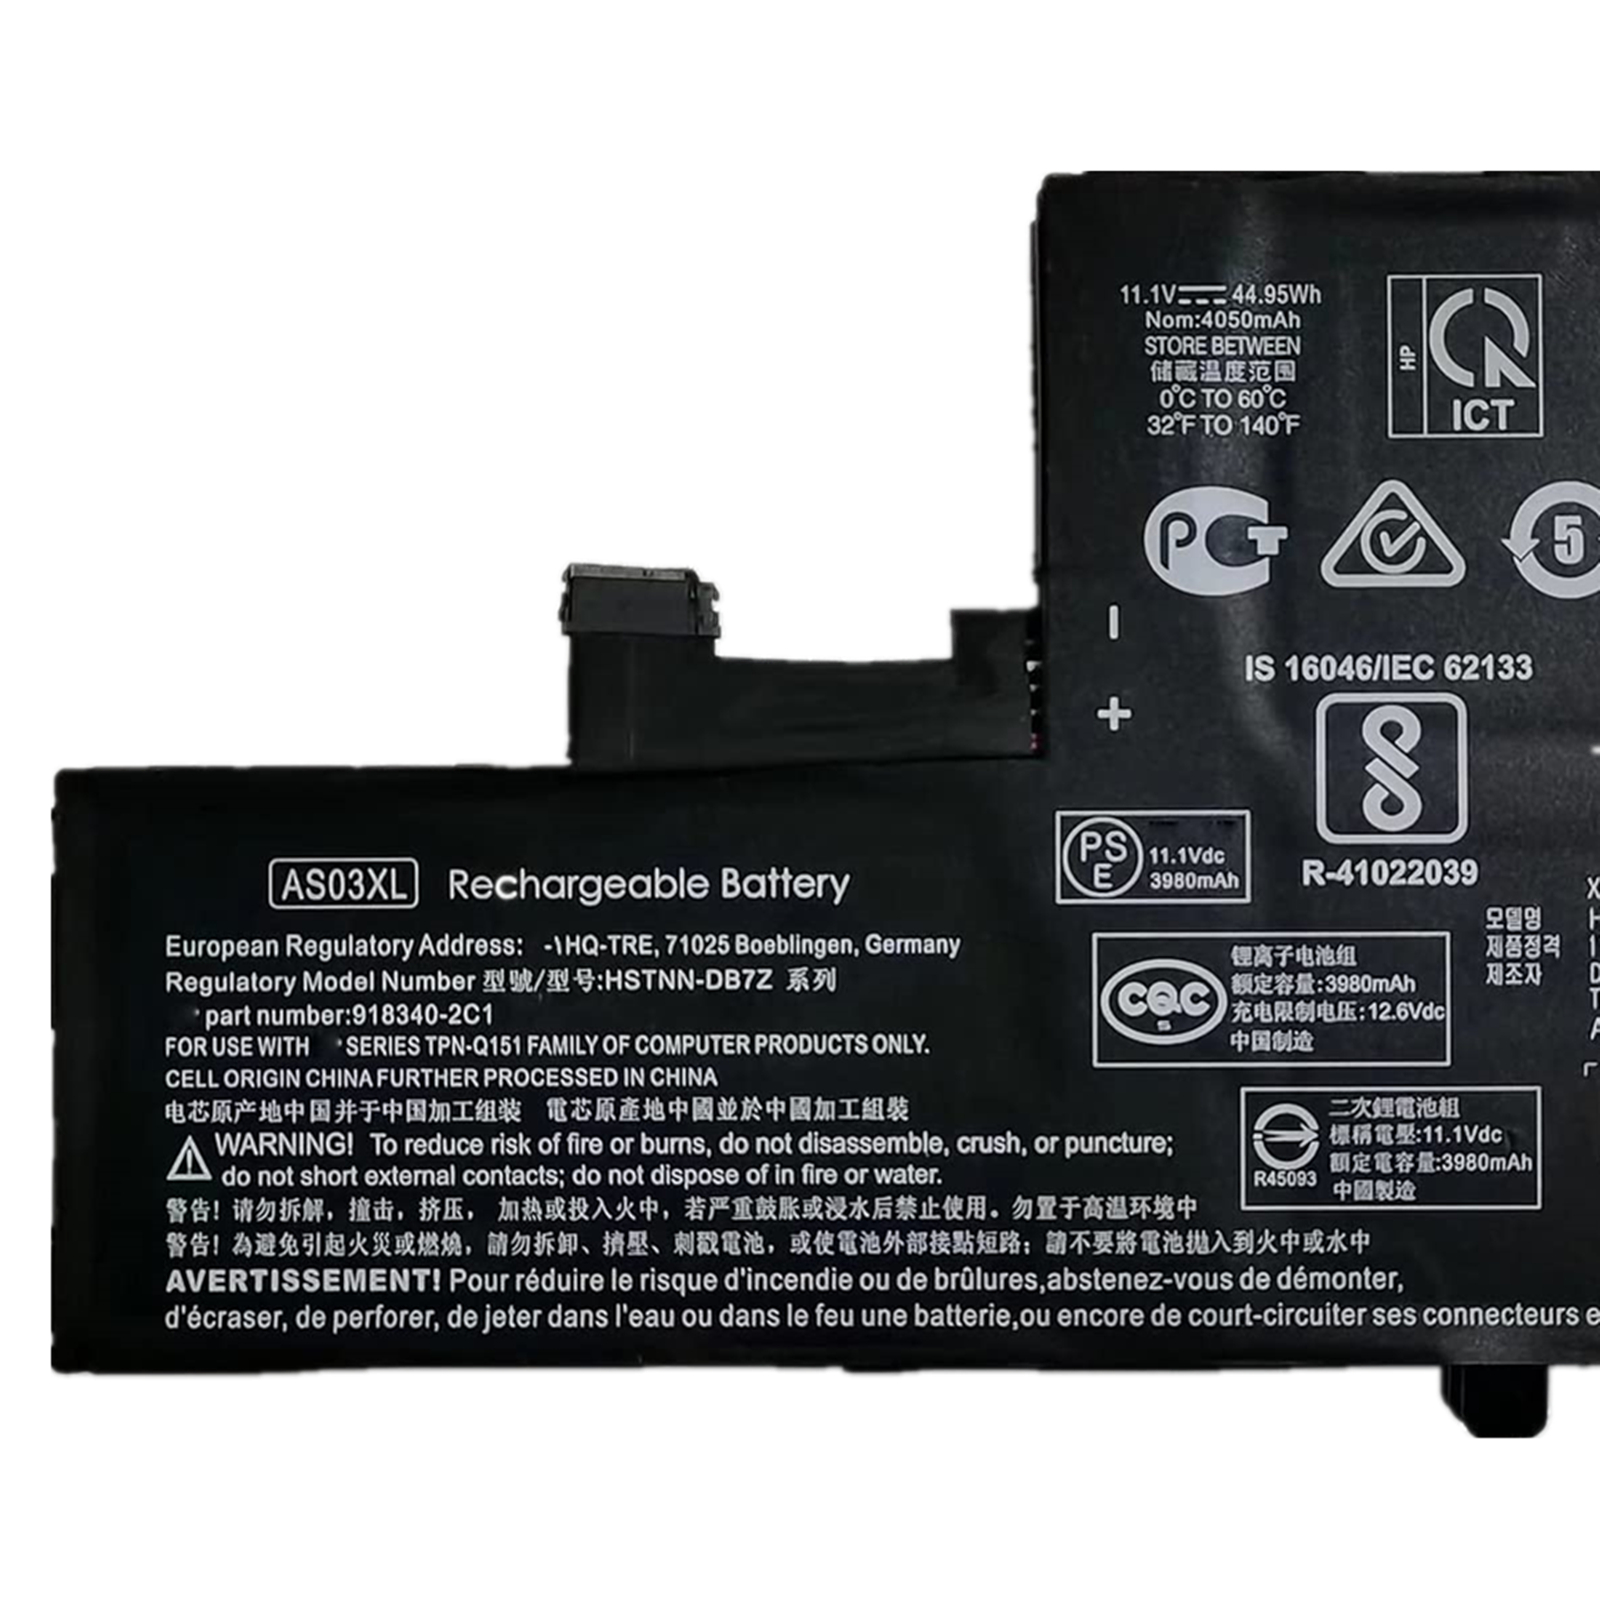 11.1V 44.95Wh
Nom:4050mAh
STORE BETWEEN
储藏温度范围
0°C TO 60°C
32°F TO 140°F
HP
ICT
PCT
5
IS 16046/IEC 62133
R-41022039
PS
E
11.1Vdc
3980mAh
모델명
제품정격
제조자
CQC
S
锂离子电池组
额定容量:3980mAh
充电限制电压:12.6Vdc
中国制造
R45093
二次鋰電池組
標稱電壓:11.1Vdc
額定電容量:3980mAh
中國製造
AS03XL Rechargeable Battery
European Regulatory Address: -\HQ-TRE, 71025 Boeblingen, Germany
Regulatory Model Number 型號/型号:HSTNN-DB7Z 系列
part number:918340-2C1
FOR USE WITH SERIES TPN-Q151 FAMILY OF COMPUTER PRODUCTS ONLY.
CELL ORIGIN CHINA FURTHER PROCESSED IN CHINA
电芯原产地中国并于中国加工组装 電芯原產地中國並於中國加工組裝
WARNING! To reduce risk of fire or burns, do not disassemble, crush, or puncture;
do not short external contacts; do not dispose of in fire or water.
警告! 请勿拆解，撞击，挤压， 加热或投入火中，若严重鼓胀或浸水后禁止使用。勿置于高温环境中
警告! 為避免引起火災或燃燒，請勿拆卸、擠壓、刺戳電池，或使電池外部接點短路；請不要將電池拋入到火中或水中
AVERTISSEMENT! Pour réduire le risque d'incendie ou de brûlures,abstenez-vous de démonter,
d'écraser, de perforer, de jeter dans l'eau ou dans le feu une batterie,ou encore de court-circuiter ses connecteurs